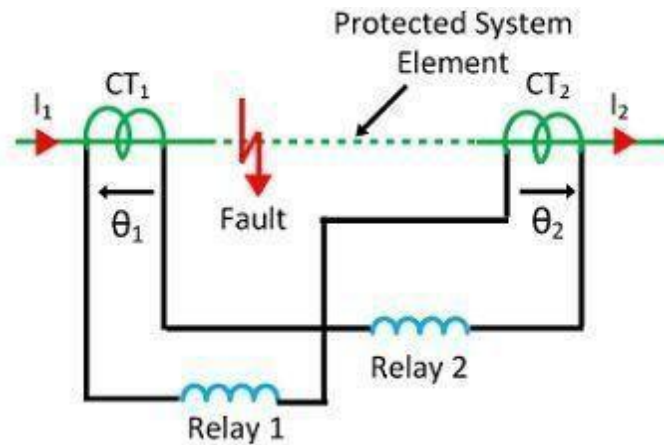 Protected System
Element
I₁
CT₁
CT₂
I₂
θ₁
Fault
θ₂
Relay 2
Relay 1